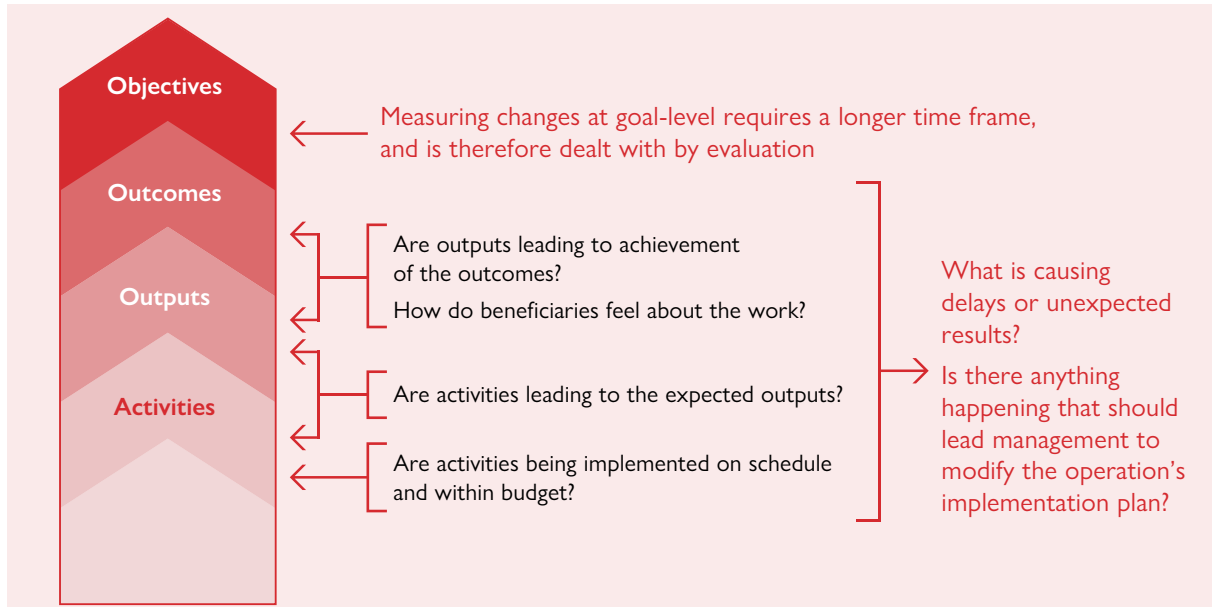 Objectives
Measuring changes at goal-level requires a longer time frame,
and is therefore dealt with by evaluation
Outcomes
Are outputs leading to achievement
of the outcomes?
How do beneficiaries feel about the work?
Outputs
Are activities leading to the expected outputs?
Activities
Are activities being implemented on schedule
and within budget?
What is causing
delays or unexpected
results?
Is there anything
happening that should
lead management to
modify the operation’s
implementation plan?